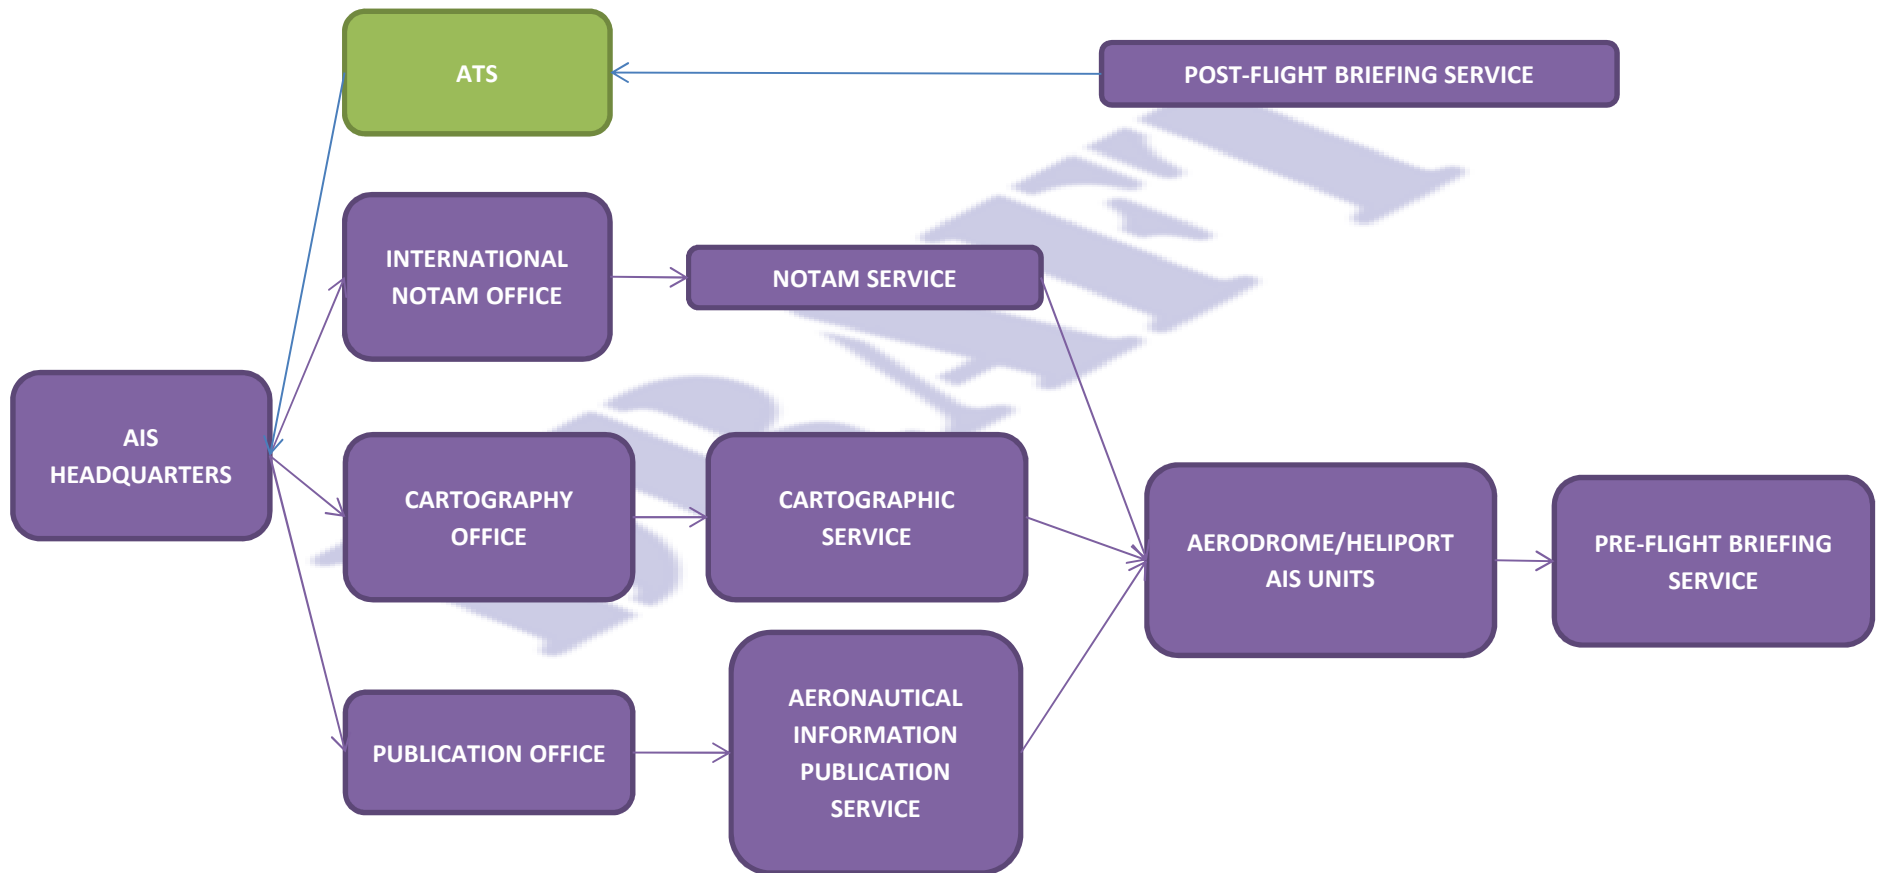 ATS
POST-FLIGHT BRIEFING SERVICE
INTERNATIONAL
NOTAM OFFICE
NOTAM SERVICE
AIS
HEADQUARTERS
CARTOGRAPHY
OFFICE
CARTOGRAPHIC
SERVICE
AERODROME/HELIPORT
AIS UNITS
PRE-FLIGHT BRIEFING
SERVICE
PUBLICATION OFFICE
AERONAUTICAL
INFORMATION
PUBLICATION
SERVICE
DRAFT